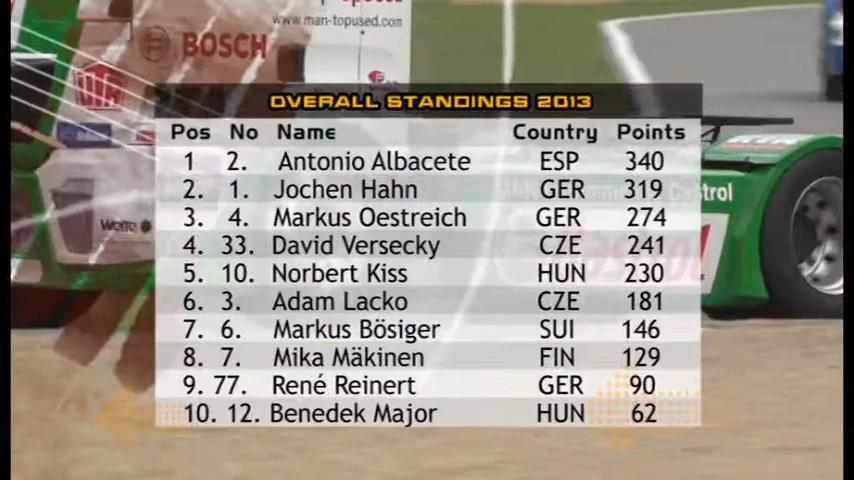 www.man-topused.com
BOSCH
OVERALL STANDINGS 2013
Pos No Name Country Points
1 2. Antonio Albacete ESP 340
2. 1. Jochen Hahn GER 319
3. 4. Markus Oestreich GER 274
4. 33. David Versecky CZE 241
5. 10. Norbert Kiss HUN 230
6. 3. Adam Lacko CZE 181
7. 6. Markus Bösiger SUI 146
8. 7. Mika Mäkinen FIN 129
9. 77. René Reinert GER 90
10. 12. Benedek Major HUN 62
Castrol